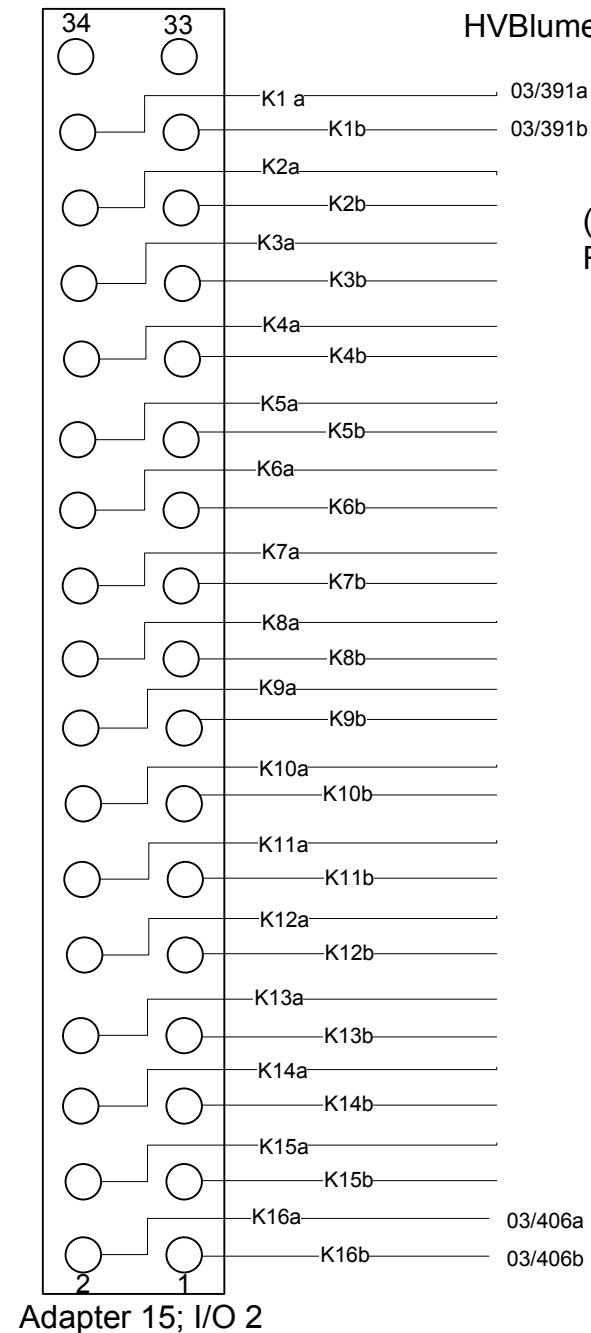 34 33 HVBlume
K1 a 03/391a
K1b 03/391b
K2a
K2b
K3a
K3b
K4a
K4b
K5a
K5b
K6a
K6b
K7a
K7b
K8a
K8b
K9a
K9b
K10a
K10b
K11a
K11b
K12a
K12b
K13a
K13b
K14a
K14b
K15a
K15b
K16a 03/406a
K16b 03/406b
2 1
Adapter 15; I/O 2